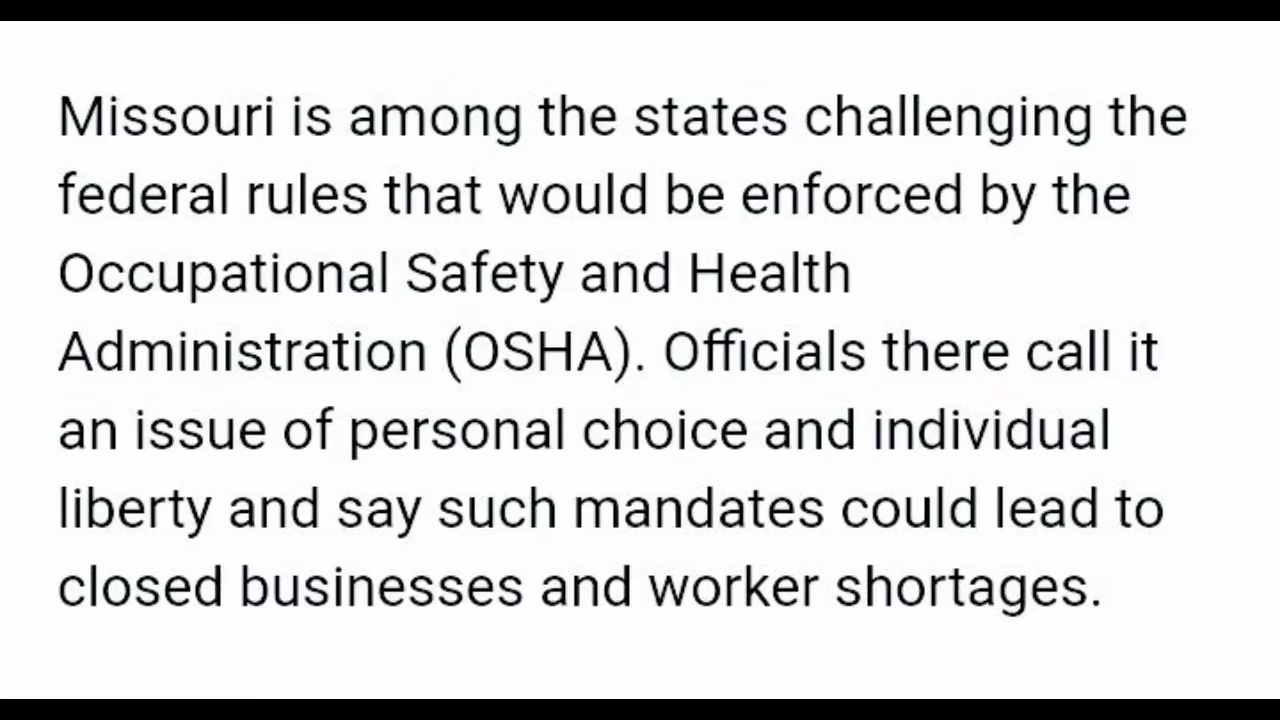 Missouri is among the states challenging the
federal rules that would be enforced by the
Occupational Safety and Health
Administration (OSHA). Officials there call it
an issue of personal choice and individual
liberty and say such mandates could lead to
closed businesses and worker shortages.